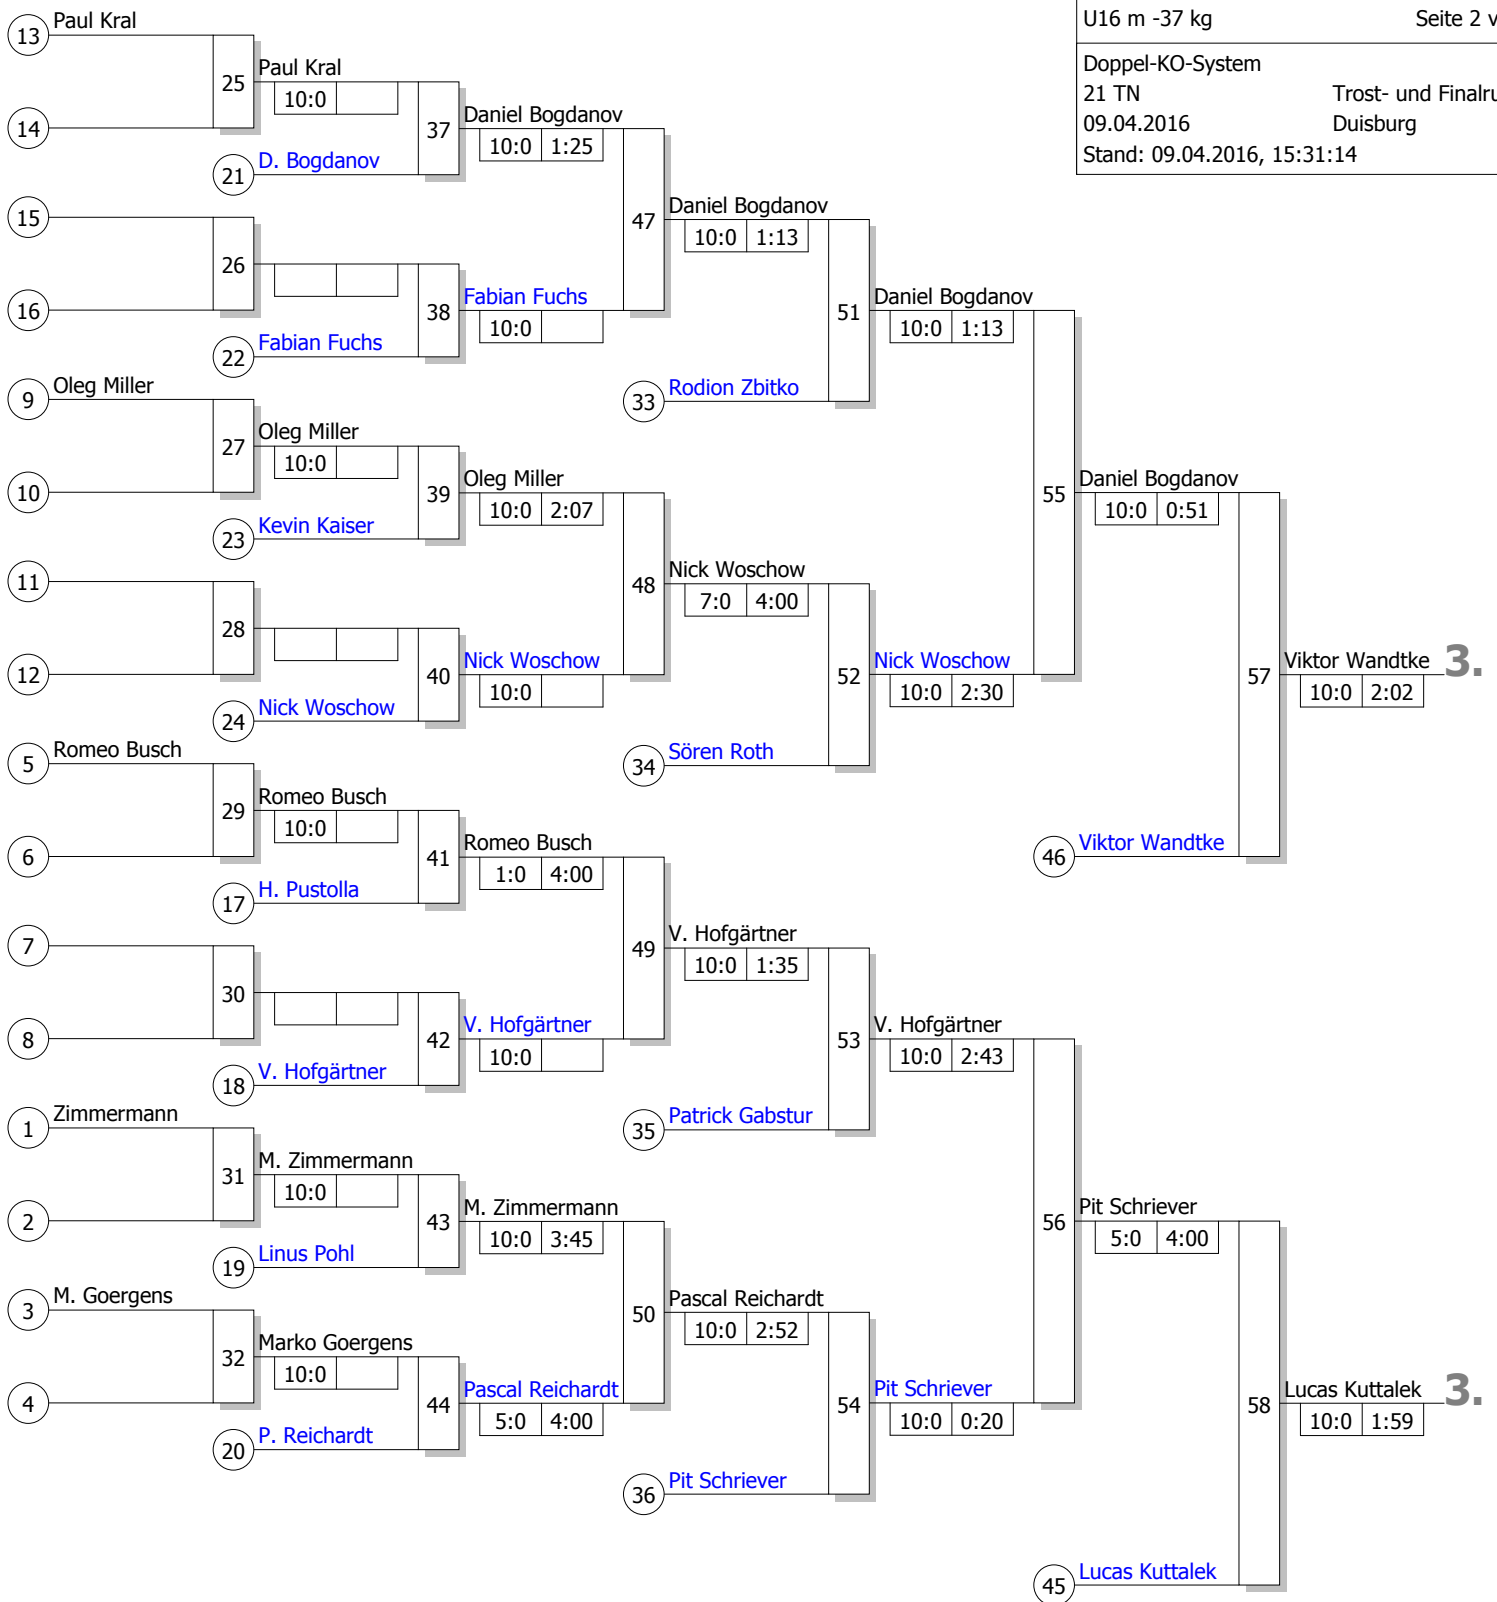 U16 m -37 kg Seite 2 v
Doppel-KO-System
21 TN Trost- und Finalru
09.04.2016 Duisburg
Stand: 09.04.2016, 15:31:14
13 Paul Kral
14
25 Paul Kral
10:0
21 D. Bogdanov
37 Daniel Bogdanov
10:0 1:25
15
16
26
22 Fabian Fuchs
38 Fabian Fuchs
10:0
47 Daniel Bogdanov
10:0 1:13
33 Rodion Zbitko
51 Daniel Bogdanov
10:0 1:13
9 Oleg Miller
10
27 Oleg Miller
10:0
23 Kevin Kaiser
39 Oleg Miller
10:0 2:07
11
12
28
24 Nick Woschow
40 Nick Woschow
10:0
48 Nick Woschow
7:0 4:00
34 Sören Roth
52 Nick Woschow
10:0 2:30
55 Daniel Bogdanov
10:0 0:51
46 Viktor Wandtke
57 Viktor Wandtke 3.
10:0 2:02
5 Romeo Busch
6
29 Romeo Busch
10:0
17 H. Pustolla
41 Romeo Busch
1:0 4:00
7
8
30
18 V. Hofgärtner
42 V. Hofgärtner
10:0
49 V. Hofgärtner
10:0 1:35
35 Patrick Gabstur
53 V. Hofgärtner
10:0 2:43
1 Zimmermann
2
31 M. Zimmermann
10:0
19 Linus Pohl
43 M. Zimmermann
10:0 3:45
3 M. Goergens
4
32 Marko Goergens
10:0
20 P. Reichardt
44 Pascal Reichardt
5:0 4:00
50 Pascal Reichardt
10:0 2:52
36 Pit Schriever
54 Pit Schriever
10:0 0:20
56 Pit Schriever
5:0 4:00
45 Lucas Kuttalek
58 Lucas Kuttalek 3.
10:0 1:59